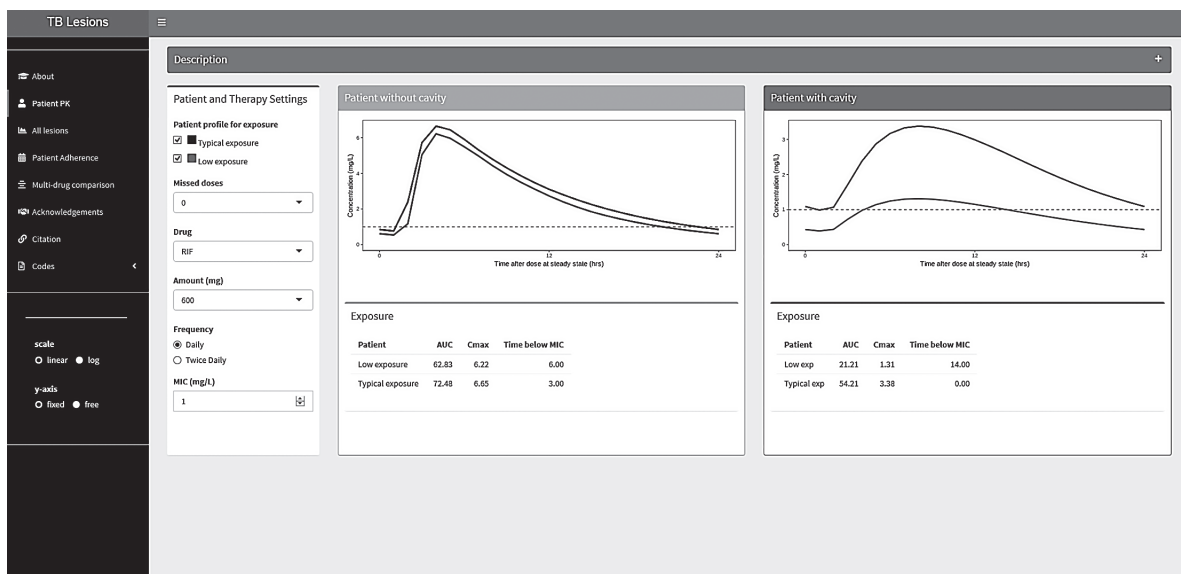 TB Lesions
About
Patient PK
All lesions
Patient Adherence
Multi-drug comparison
Acknowledgements
Citation
Codes
scale
linear log
y-axis
fixed free
Description
Patient and Therapy Settings
Patient profile for exposure
Typical exposure
Low exposure
Missed doses
0
Drug
RIF
Amount (mg)
600
Frequency
Daily
Twice Daily
MIC (mg/L)
1
Patient without cavity
Concentration (mg/L)
6
4
2
0
0 12 24
Time after dose at steady state (hrs)
Exposure
Patient AUC Cmax Time below MIC
Low exposure 62.83 6.22 6.00
Typical exposure 72.48 6.65 3.00
Patient with cavity
Concentration (mg/L)
3
2
1
0
0 12 24
Time after dose at steady state (hrs)
Exposure
Patient AUC Cmax Time below MIC
Low exp 21.21 1.31 14.00
Typical exp 54.21 3.38 0.00